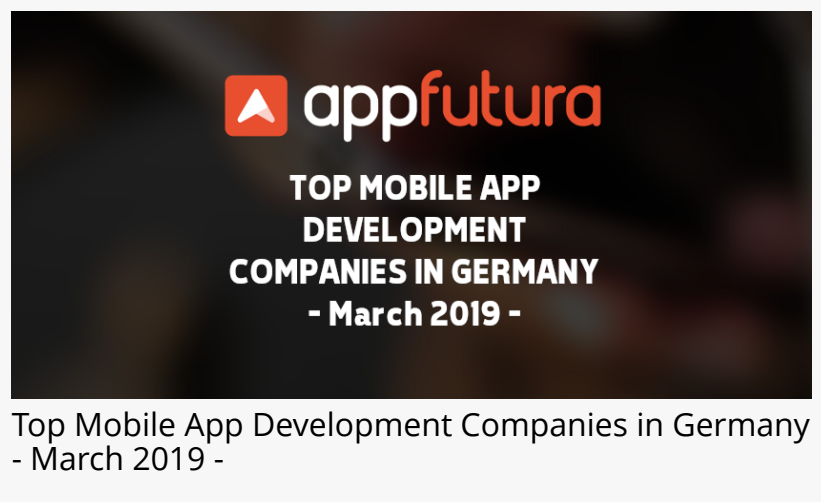 appfutura
TOP MOBILE APP
DEVELOPMENT
COMPANIES IN GERMANY
- March 2019 -
Top Mobile App Development Companies in Germany
- March 2019 -